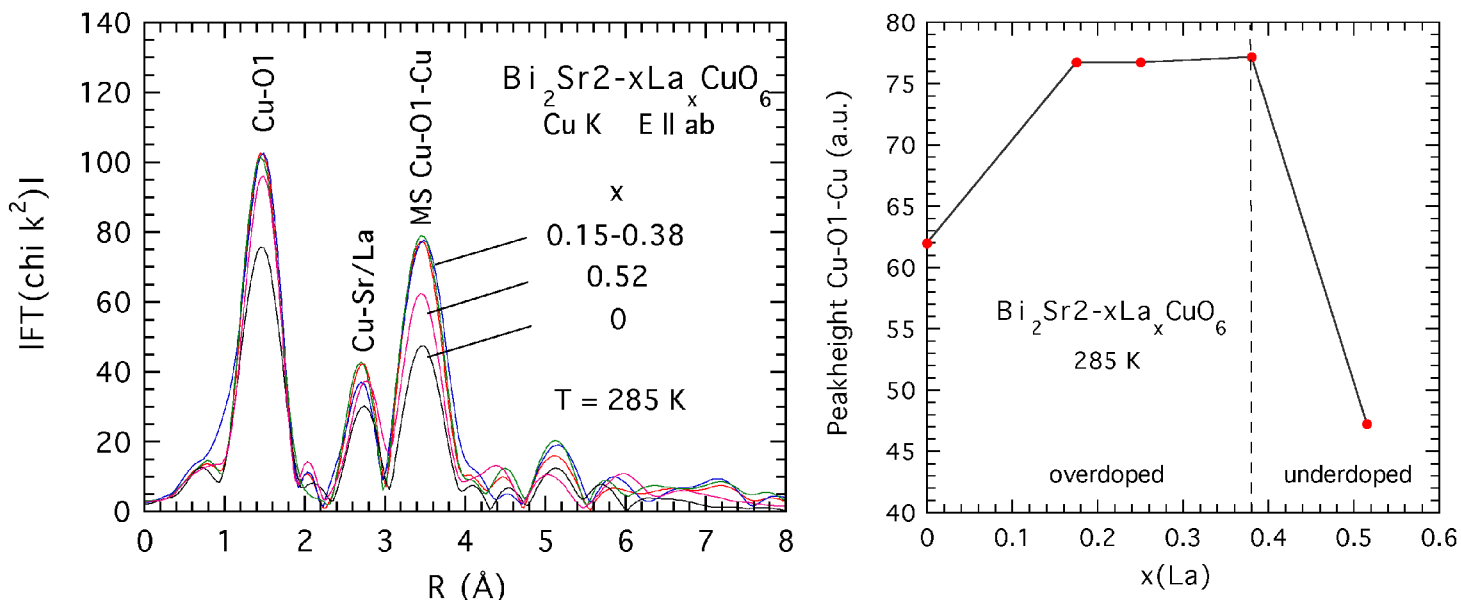 140
120
100
80
60
40
20
0
|FT(chi k²)|
Cu-O1
Cu-Sr/La
MS Cu-O1-Cu
Bi₂Sr2-xLaₓCuO₆
Cu K E || ab
x
0.15-0.38
0.52
0
T = 285 K
0 1 2 3 4 5 6 7 8
R (Å)
80
75
70
65
60
55
50
45
40
Peakheight Cu-O1-Cu (a.u.)
Bi₂Sr2-xLaₓCuO₆
285 K
overdoped
underdoped
0 0.1 0.2 0.3 0.4 0.5 0.6
x(La)